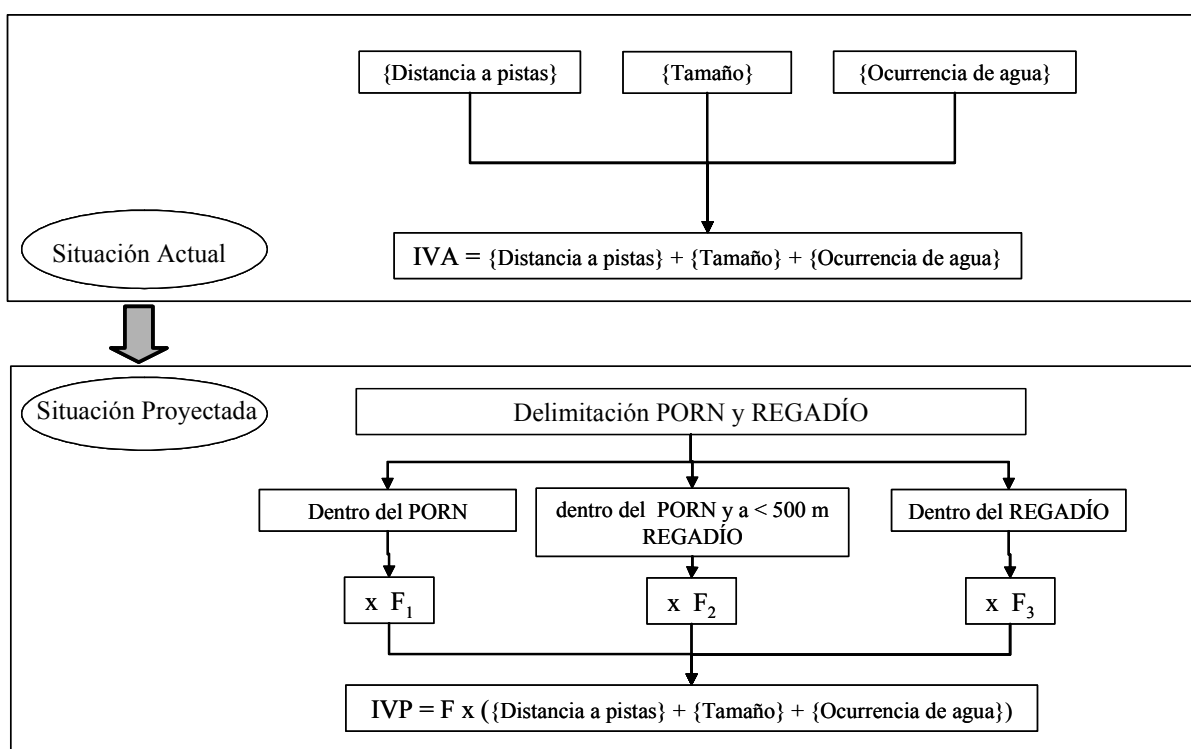 {Distancia a pistas}
{Tamaño}
{Ocurrencia de agua}
Situación Actual
IVA = {Distancia a pistas} + {Tamaño} + {Ocurrencia de agua}
Situación Proyectada
Delimitación PORN y REGADÍO
Dentro del PORN
dentro del PORN y a < 500 m
REGADÍO
Dentro del REGADÍO
x F₁
x F₂
x F₃
IVP = F x ({Distancia a pistas} + {Tamaño} + {Ocurrencia de agua})